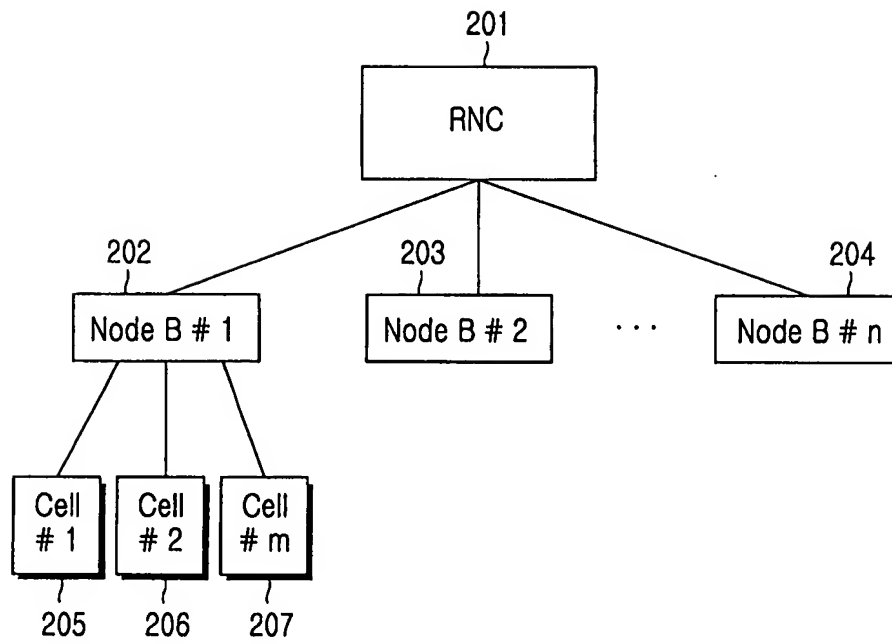 201
RNC
202
203
204
Node B # 1
Node B # 2
. . .
Node B # n
Cell
# 1
Cell
# 2
Cell
# m
205
206
207